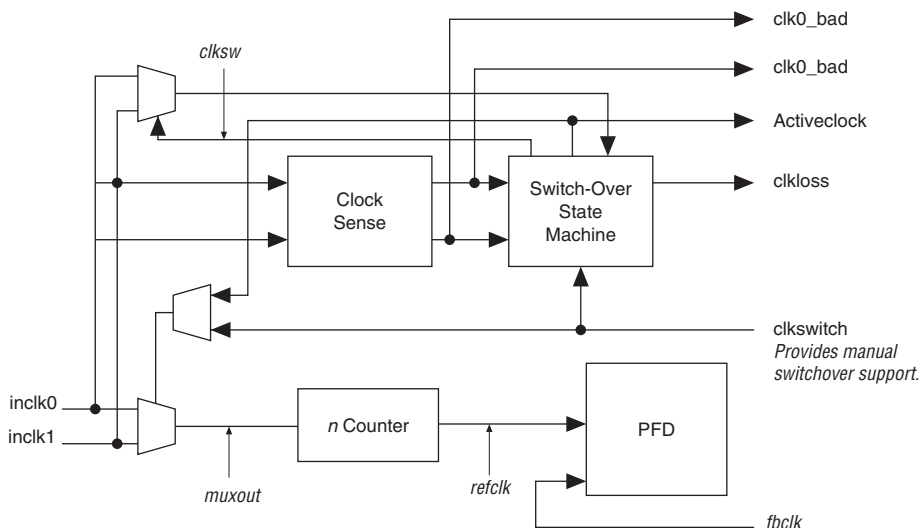 clk0_bad
clksw
clk0_bad
Activeclock
Clock
Sense
Switch-Over
State
Machine
clkloss
clkswitch
Provides manual
switchover support.
inclk0
inclk1
n Counter
PFD
muxout
refclk
fbclk